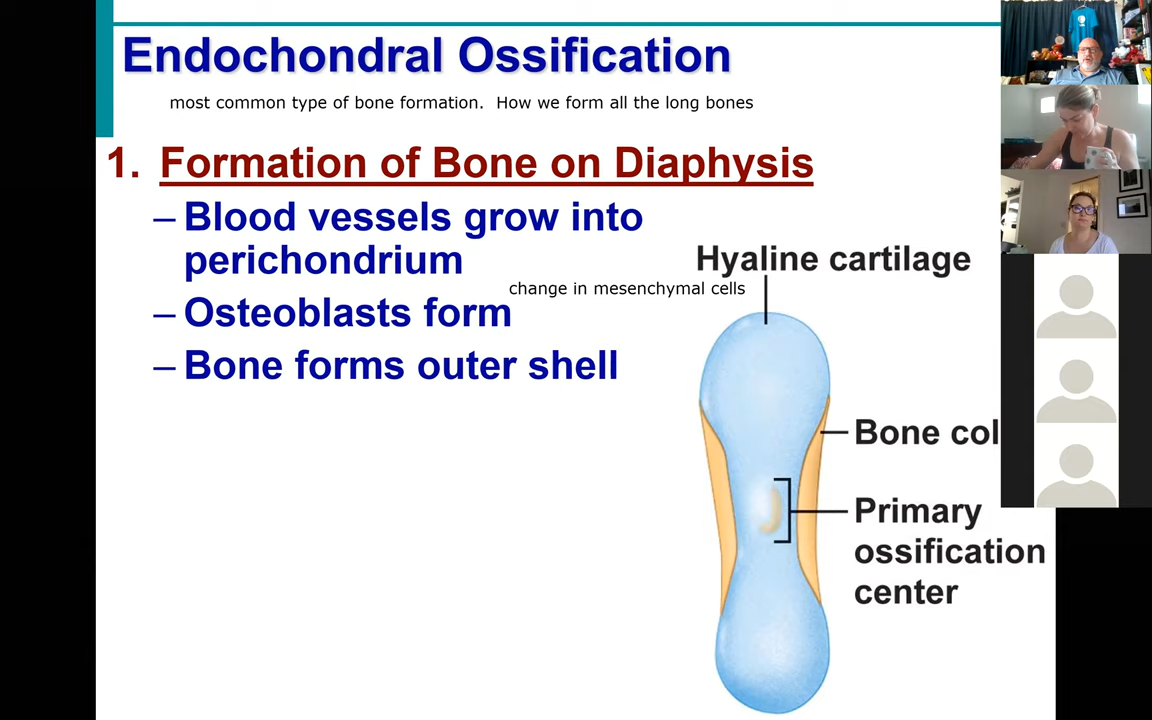 Endochondral Ossification
most common type of bone formation.  How we form all the long bones
1. Formation of Bone on Diaphysis
– Blood vessels grow into
perichondrium
change in mesenchymal cells
– Osteoblasts form
– Bone forms outer shell
Hyaline cartilage
Bone col
Primary
ossification
center